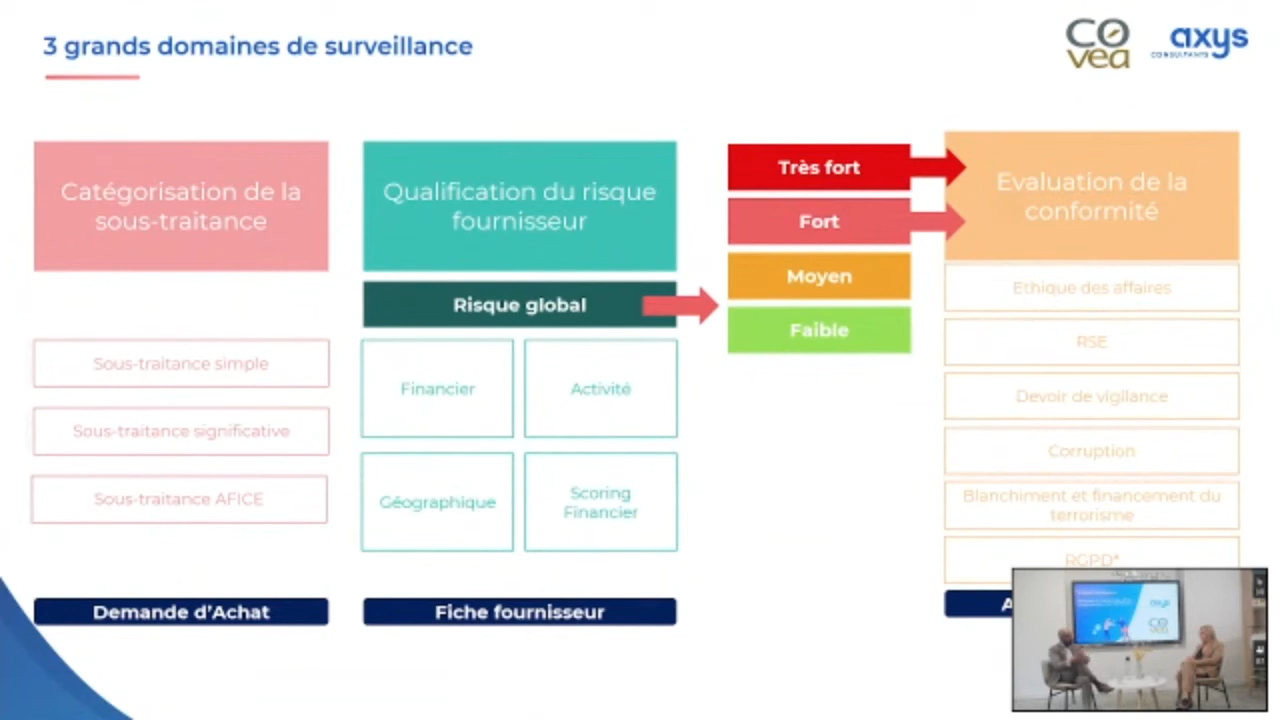 3 grands domaines de surveillance
CO
vea
axys
CONSULTANTS
Catégorisation de la
sous-traitance
Sous-traitance simple
Sous-traitance significative
Sous-traitance AFICE
Demande d'Achat
Qualification du risque
fournisseur
Risque global
Financier
Activité
Géographique
Scoring
Financier
Fiche fournisseur
Très fort
Fort
Moyen
Faible
Evaluation de la
conformité
Ethique des affaires
RSE
Devoir de vigilance
Corruption
Blanchiment et financement du
terrorisme
RGPD*
axys
CO
vea